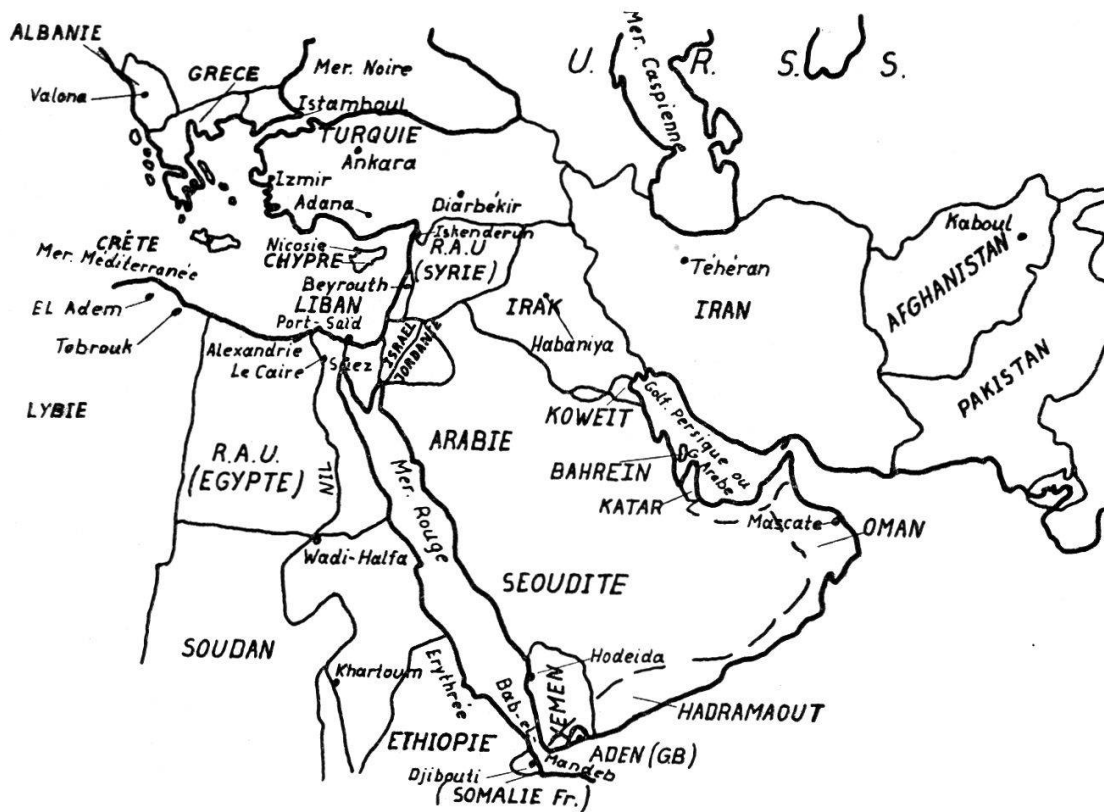 ALBANIE
Valona
GRECE
Mer. Noire
Istamboul
TURQUIE
Ankara
Izmir
Adana
Diarbékir
Iskenderun
U. R. S. S.
Mer. Caspienne
Kaboul
AFGHANISTAN
PAKISTAN
Téhéran
IRAN
CRÊTE
Mer. Méditerranée
Nicosie
CHYPRE
R.A.U
(SYRIE)
Beyrouth
LIBAN
IRAK
Habaniya
EL Adem
Tobrouk
Port-Saïd
Alexandrie
Le Caire
Suez
ISRAEL
JORDANIE
LYBIE
R.A.U.
(EGYPTE)
NIL
KOWEIT
Golf. Persique ou
G. Arabe
BAHREIN
KATAR
Mascate
OMAN
ARABIE
SEOUDITE
Mer. Rouge
Wadi-Halfa
SOUDAN
Khartoum
Erythrée
ETHIOPIE
Hodeida
YEMEN
Bab-el-
Mandeb
HADRAMAOUT
ADEN (GB)
Djibouti
(SOMALIE Fr.)